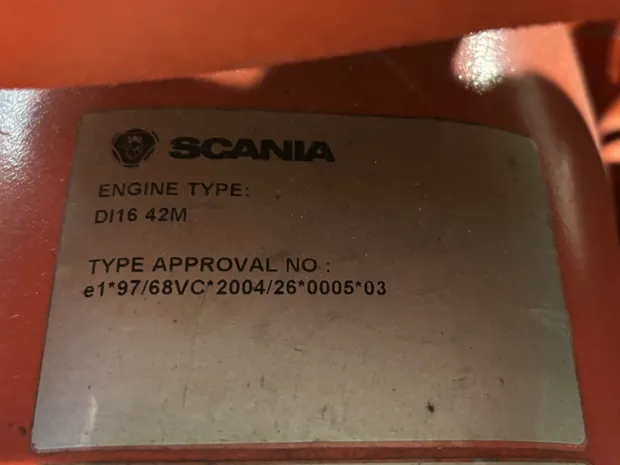 SCANIA
ENGINE TYPE:
DI16 42M
TYPE APPROVAL NO :
e1*97/68VC*2004/26*0005*03